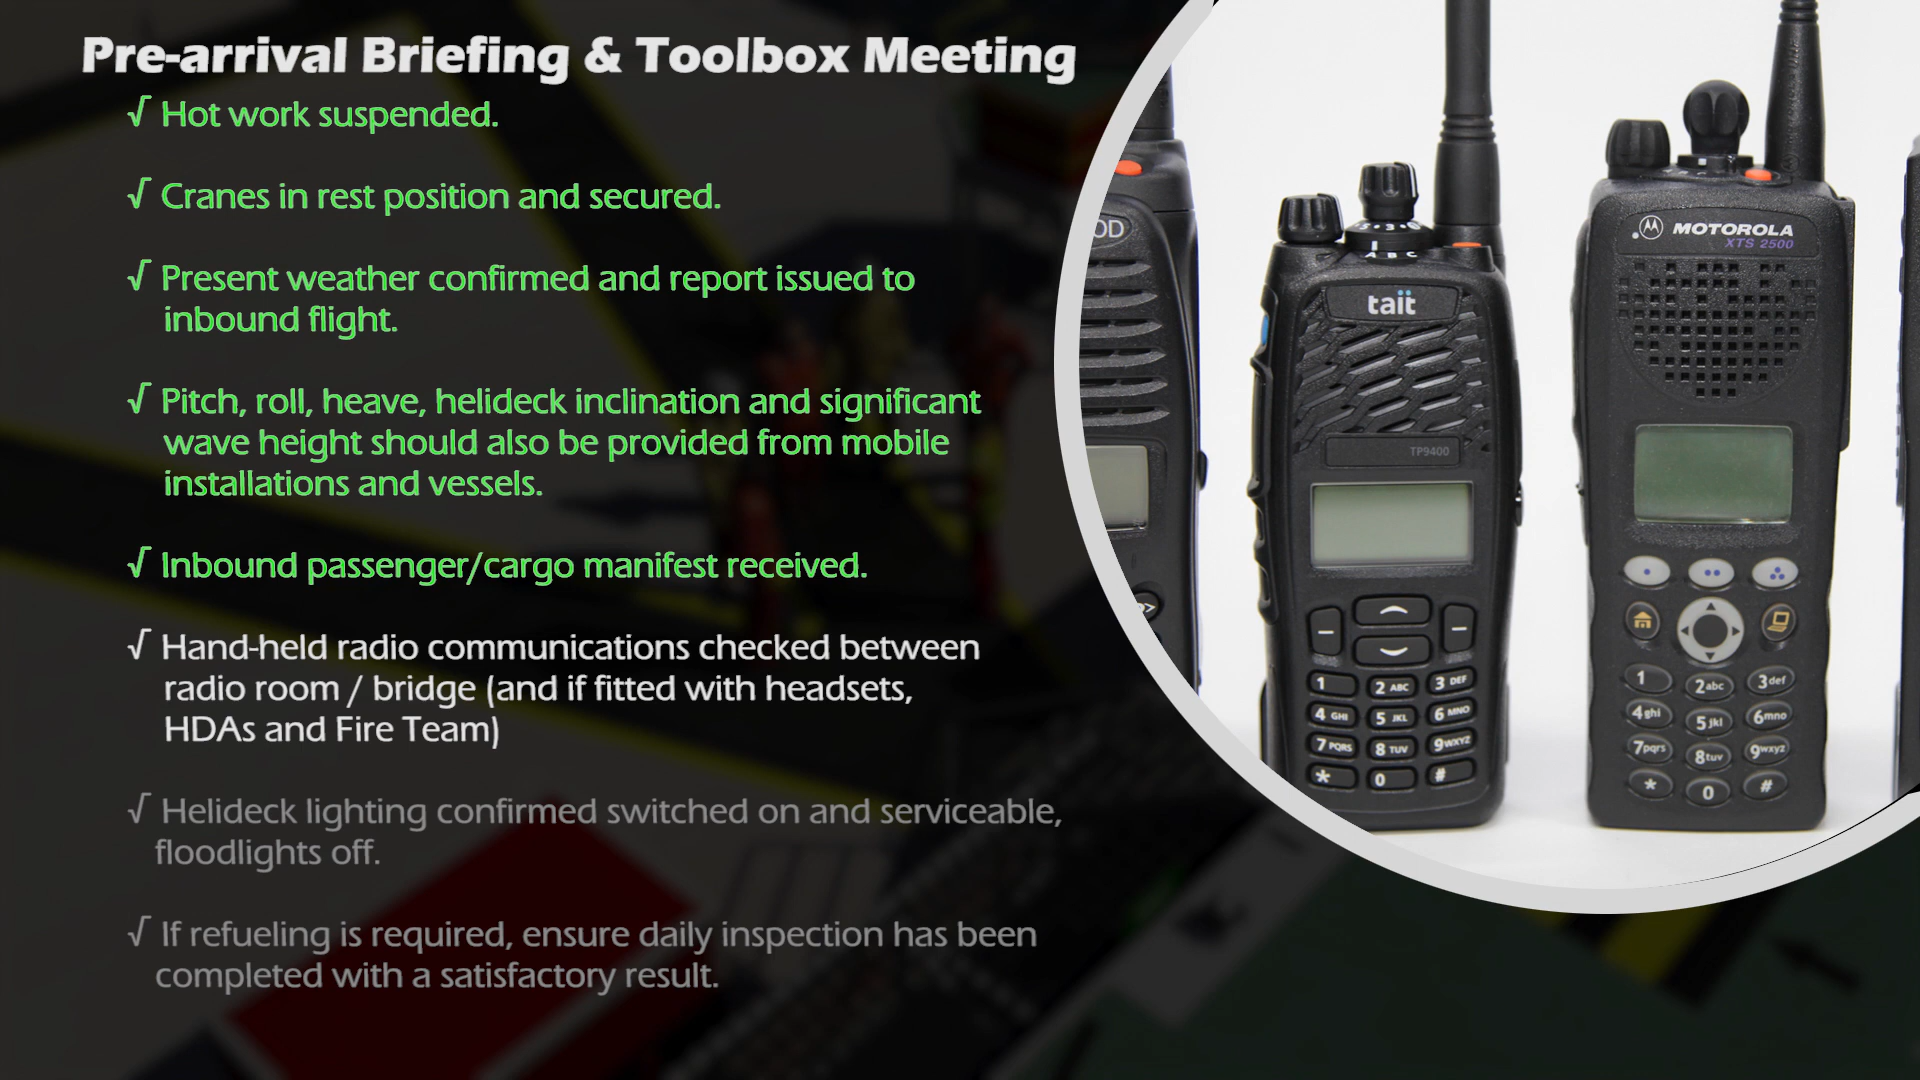 Pre-arrival Briefing & Toolbox Meeting
√ Hot work suspended.
√ Cranes in rest position and secured.
√ Present weather confirmed and report issued to
inbound flight.
√ Pitch, roll, heave, helideck inclination and significant
wave height should also be provided from mobile
installations and vessels.
√ Inbound passenger/cargo manifest received.
√ Hand-held radio communications checked between
radio room / bridge (and if fitted with headsets,
HDAs and Fire Team)
√ Helideck lighting confirmed switched on and serviceable,
floodlights off.
√ If refueling is required, ensure daily inspection has been
completed with a satisfactory result.
OD
A B C
tait
TP9400
1 2 ABC 3 DEF
4 GHI 5 JKL 6 MNO
7 PQRS 8 TUV 9 WXYZ
* 0 #
MOTOROLA
XTS 2500
1 2abc 3def
4ghi 5jkl 6mno
7pqrs 8tuv 9wxyz
* 0 #